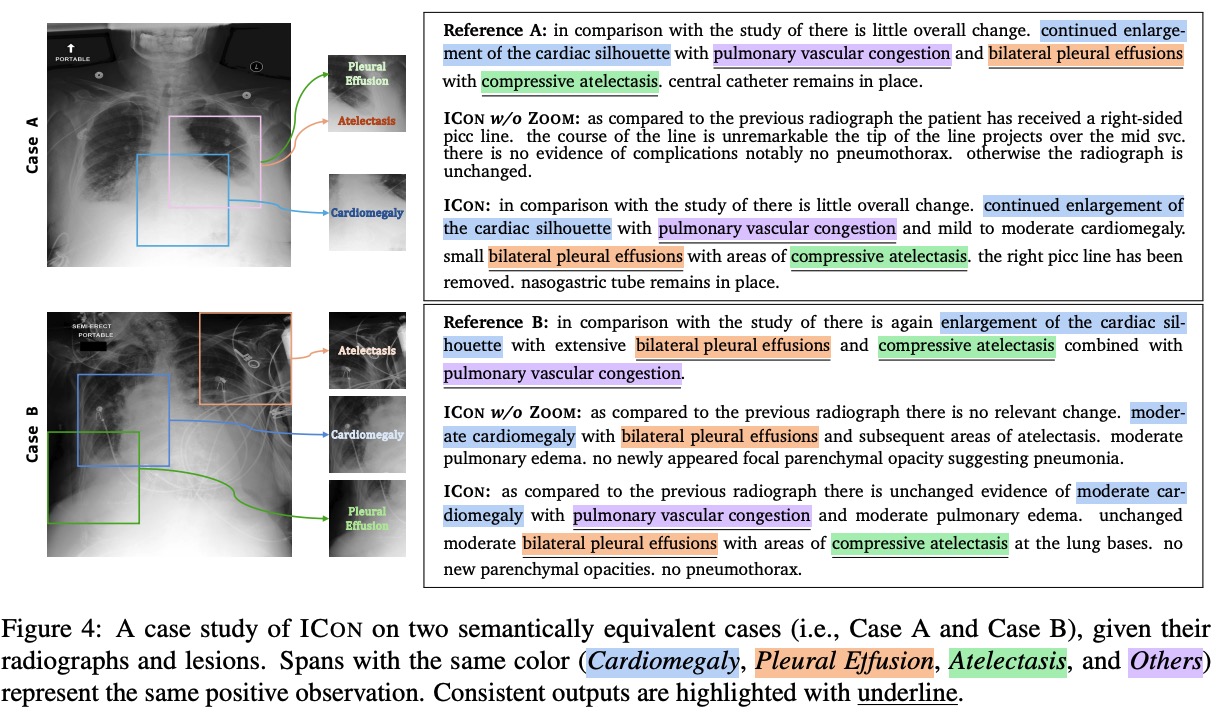 Case A
PORTABLE
L
Pleural
Effusion
Atelectasis
Cardiomegaly
Reference A: in comparison with the study of there is little overall change. continued enlarge-
ment of the cardiac silhouette with pulmonary vascular congestion and bilateral pleural effusions
with compressive atelectasis. central catheter remains in place.
ICON w/o ZOOM: as compared to the previous radiograph the patient has received a right-sided
picc line. the course of the line is unremarkable the tip of the line projects over the mid svc.
there is no evidence of complications notably no pneumothorax. otherwise the radiograph is
unchanged.
ICON: in comparison with the study of there is little overall change. continued enlargement of
the cardiac silhouette with pulmonary vascular congestion and mild to moderate cardiomegaly.
small bilateral pleural effusions with areas of compressive atelectasis. the right picc line has been
removed. nasogastric tube remains in place.
Case B
SEMI-ERECT
PORTABLE
Atelectasis
Cardiomegaly
Pleural
Effusion
Reference B: in comparison with the study of there is again enlargement of the cardiac sil-
houette with extensive bilateral pleural effusions and compressive atelectasis combined with
pulmonary vascular congestion.
ICON w/o ZOOM: as compared to the previous radiograph there is no relevant change. moder-
ate cardiomegaly with bilateral pleural effusions and subsequent areas of atelectasis. moderate
pulmonary edema. no newly appeared focal parenchymal opacity suggesting pneumonia.
ICON: as compared to the previous radiograph there is unchanged evidence of moderate car-
diomegaly with pulmonary vascular congestion and moderate pulmonary edema. unchanged
moderate bilateral pleural effusions with areas of compressive atelectasis at the lung bases. no
new parenchymal opacities. no pneumothorax.
Figure 4: A case study of ICON on two semantically equivalent cases (i.e., Case A and Case B), given their
radiographs and lesions. Spans with the same color (Cardiomegaly, Pleural Effusion, Atelectasis, and Others)
represent the same positive observation. Consistent outputs are highlighted with underline.